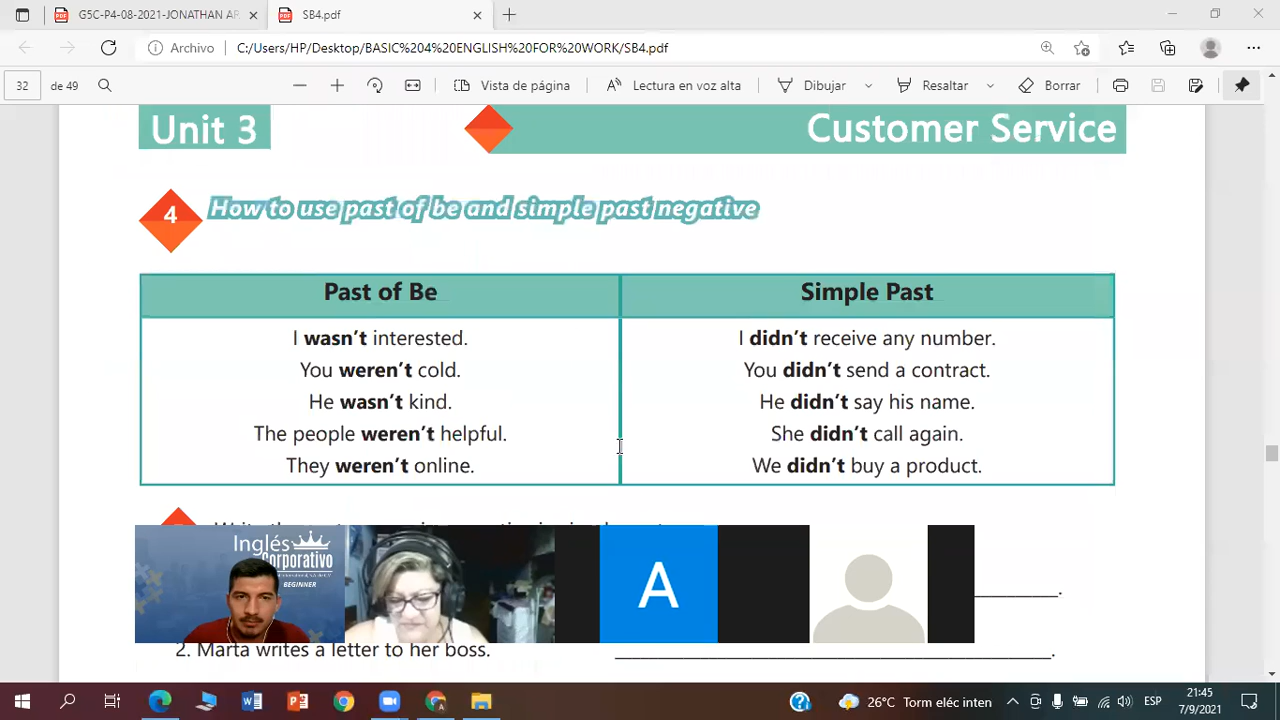 G5C-P4-08-2021-JONATHAN AR
SB4.pdf
Archivo
C:/Users/HP/Desktop/BASIC%204%20ENGLISH%20FOR%20WORK/SB4.pdf
32 de 49
Vista de página
Lectura en voz alta
Dibujar
Resaltar
Borrar
Unit 3
Customer Service
4 How to use past of be and simple past negative
Past of Be
Simple Past
I wasn't interested.
I didn't receive any number.
You weren't cold.
You didn't send a contract.
He wasn't kind.
He didn't say his name.
The people weren't helpful.
She didn't call again.
They weren't online.
We didn't buy a product.
Inglés
Corporativo
BEGINNER
A
2. Marta writes a letter to her boss.
26°C Torm eléc inten
ESP
21:45
7/9/2021